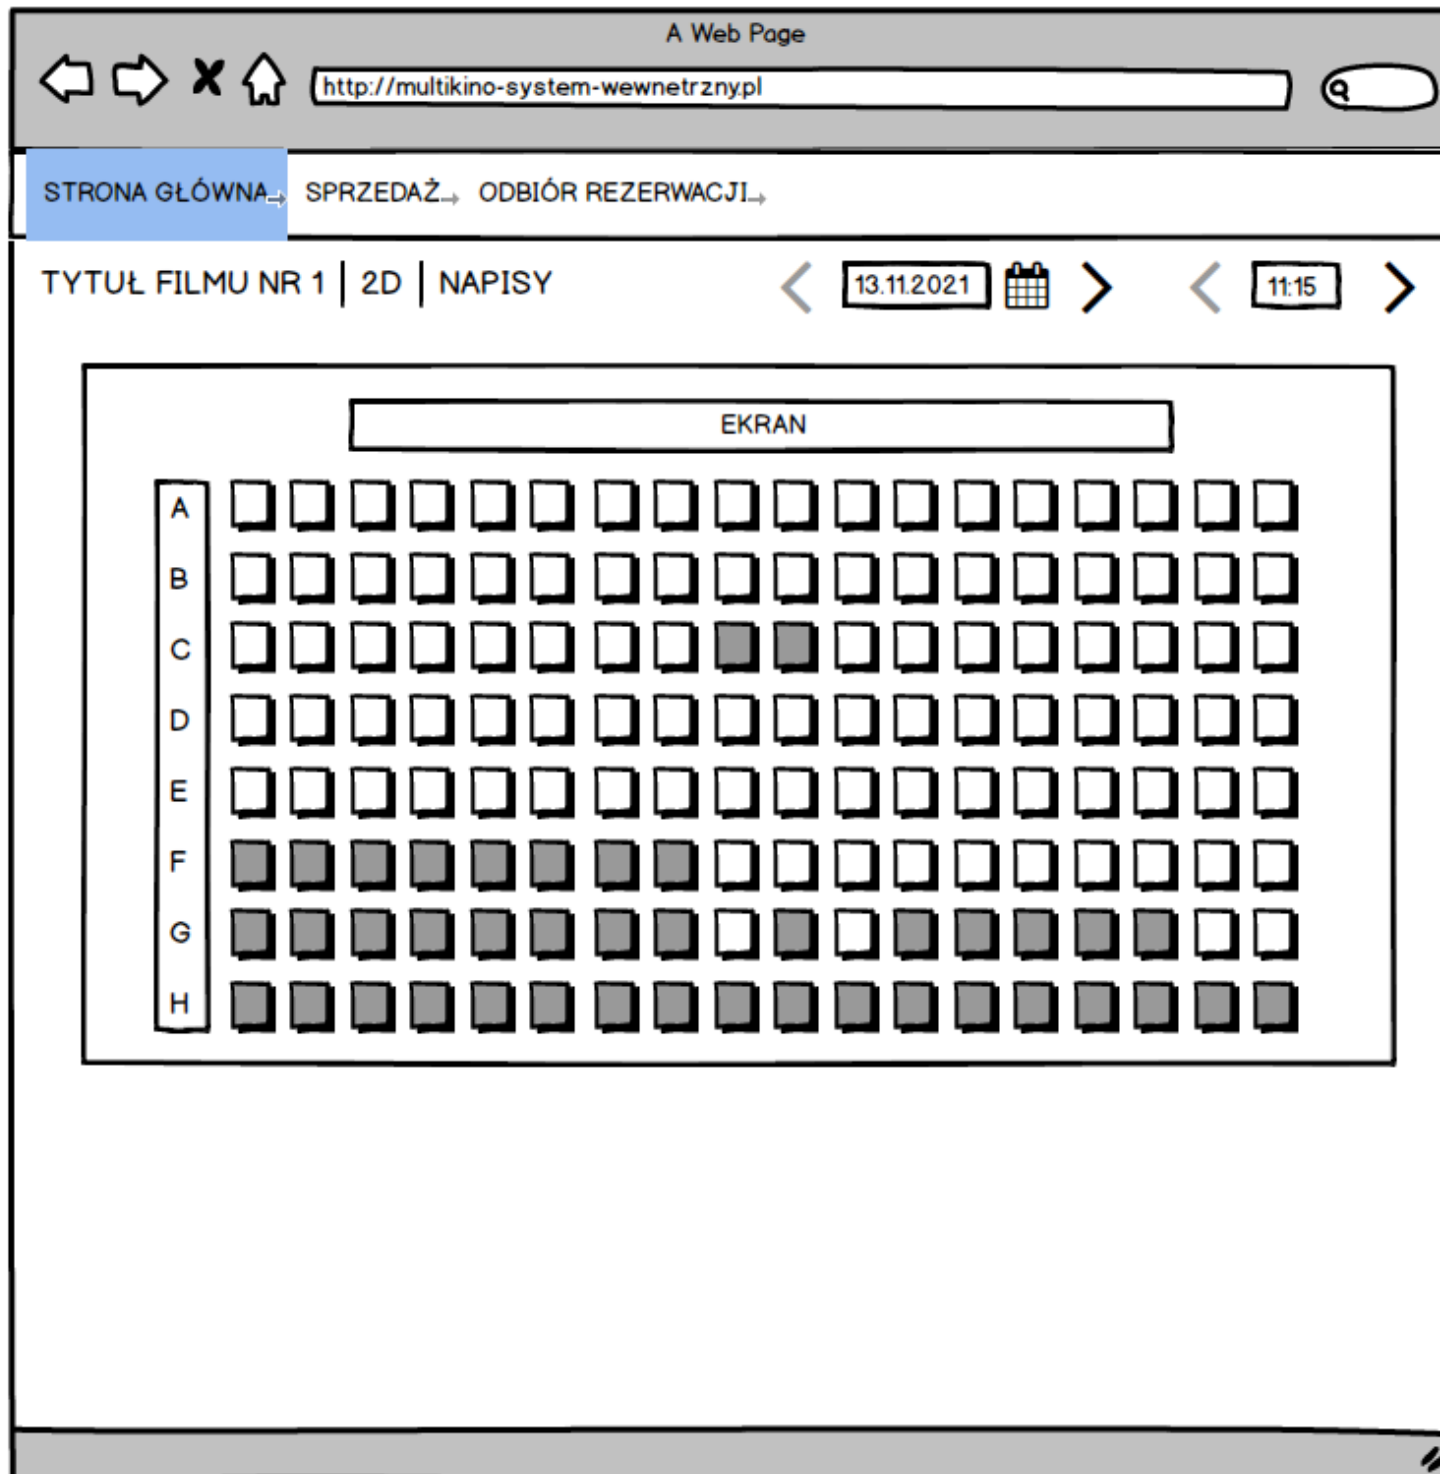 A Web Page
http://multikino-system-wewnetrzny.pl
STRONA GŁÓWNA SPRZEDAŻ ODBIÓR REZERWACJI
TYTUŁ FILMU NR 1 | 2D | NAPISY 13.11.2021 11:15
EKRAN
A
B
C
D
E
F
G
H